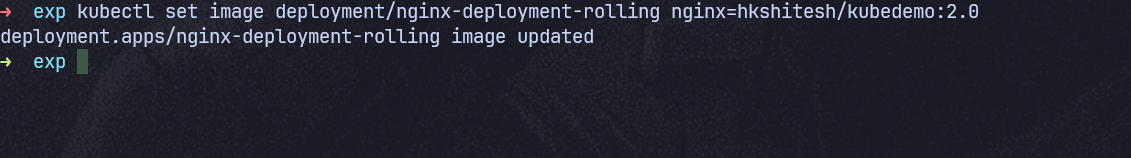 → exp kubectl set image deployment/nginx-deployment-rolling nginx=hkshitesh/kubedemo:2.0
deployment.apps/nginx-deployment-rolling image updated
→ exp